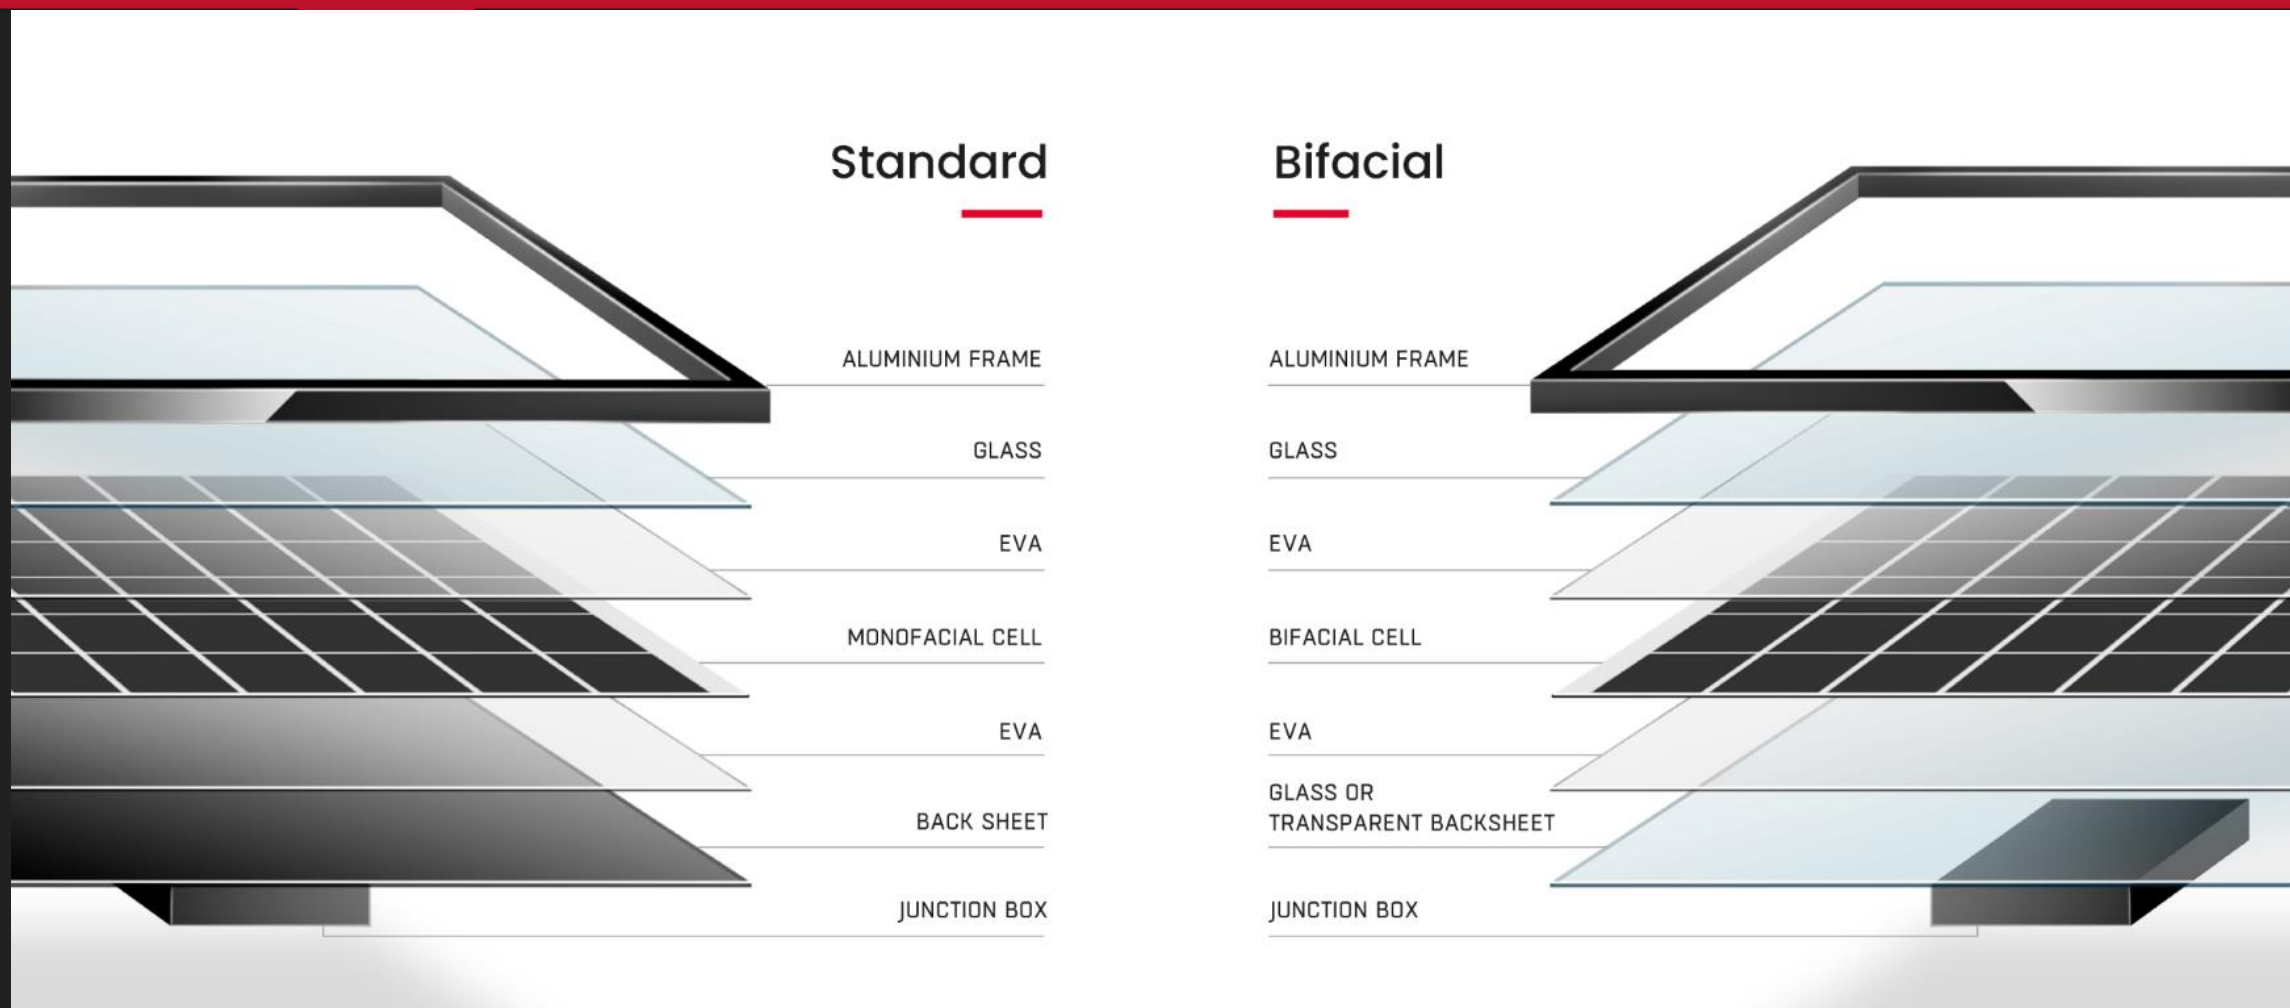 Standard
ALUMINIUM FRAME
GLASS
EVA
MONOFACIAL CELL
EVA
BACK SHEET
JUNCTION BOX
Bifacial
ALUMINIUM FRAME
GLASS
EVA
BIFACIAL CELL
EVA
GLASS OR
TRANSPARENT BACKSHEET
JUNCTION BOX